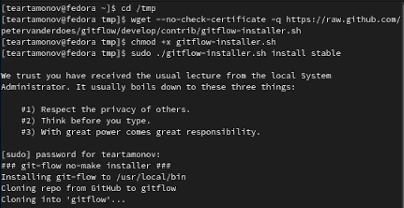 [teartamonov@fedora ~]$ cd /tmp
[teartamonov@fedora tmp]$ wget --no-check-certificate -q https://raw.github.com/
petervanderdoes/gitflow/develop/contrib/gitflow-installer.sh
[teartamonov@fedora tmp]$ chmod +x gitflow-installer.sh
[teartamonov@fedora tmp]$ sudo ./gitflow-installer.sh install stable
We trust you have received the usual lecture from the local System
Administrator. It usually boils down to these three things:
#1) Respect the privacy of others.
#2) Think before you type.
#3) With great power comes great responsibility.
[sudo] password for teartamonov:
### git-flow no-make installer ###
Installing git-flow to /usr/local/bin
Cloning repo from GitHub to gitflow
Cloning into 'gitflow'...